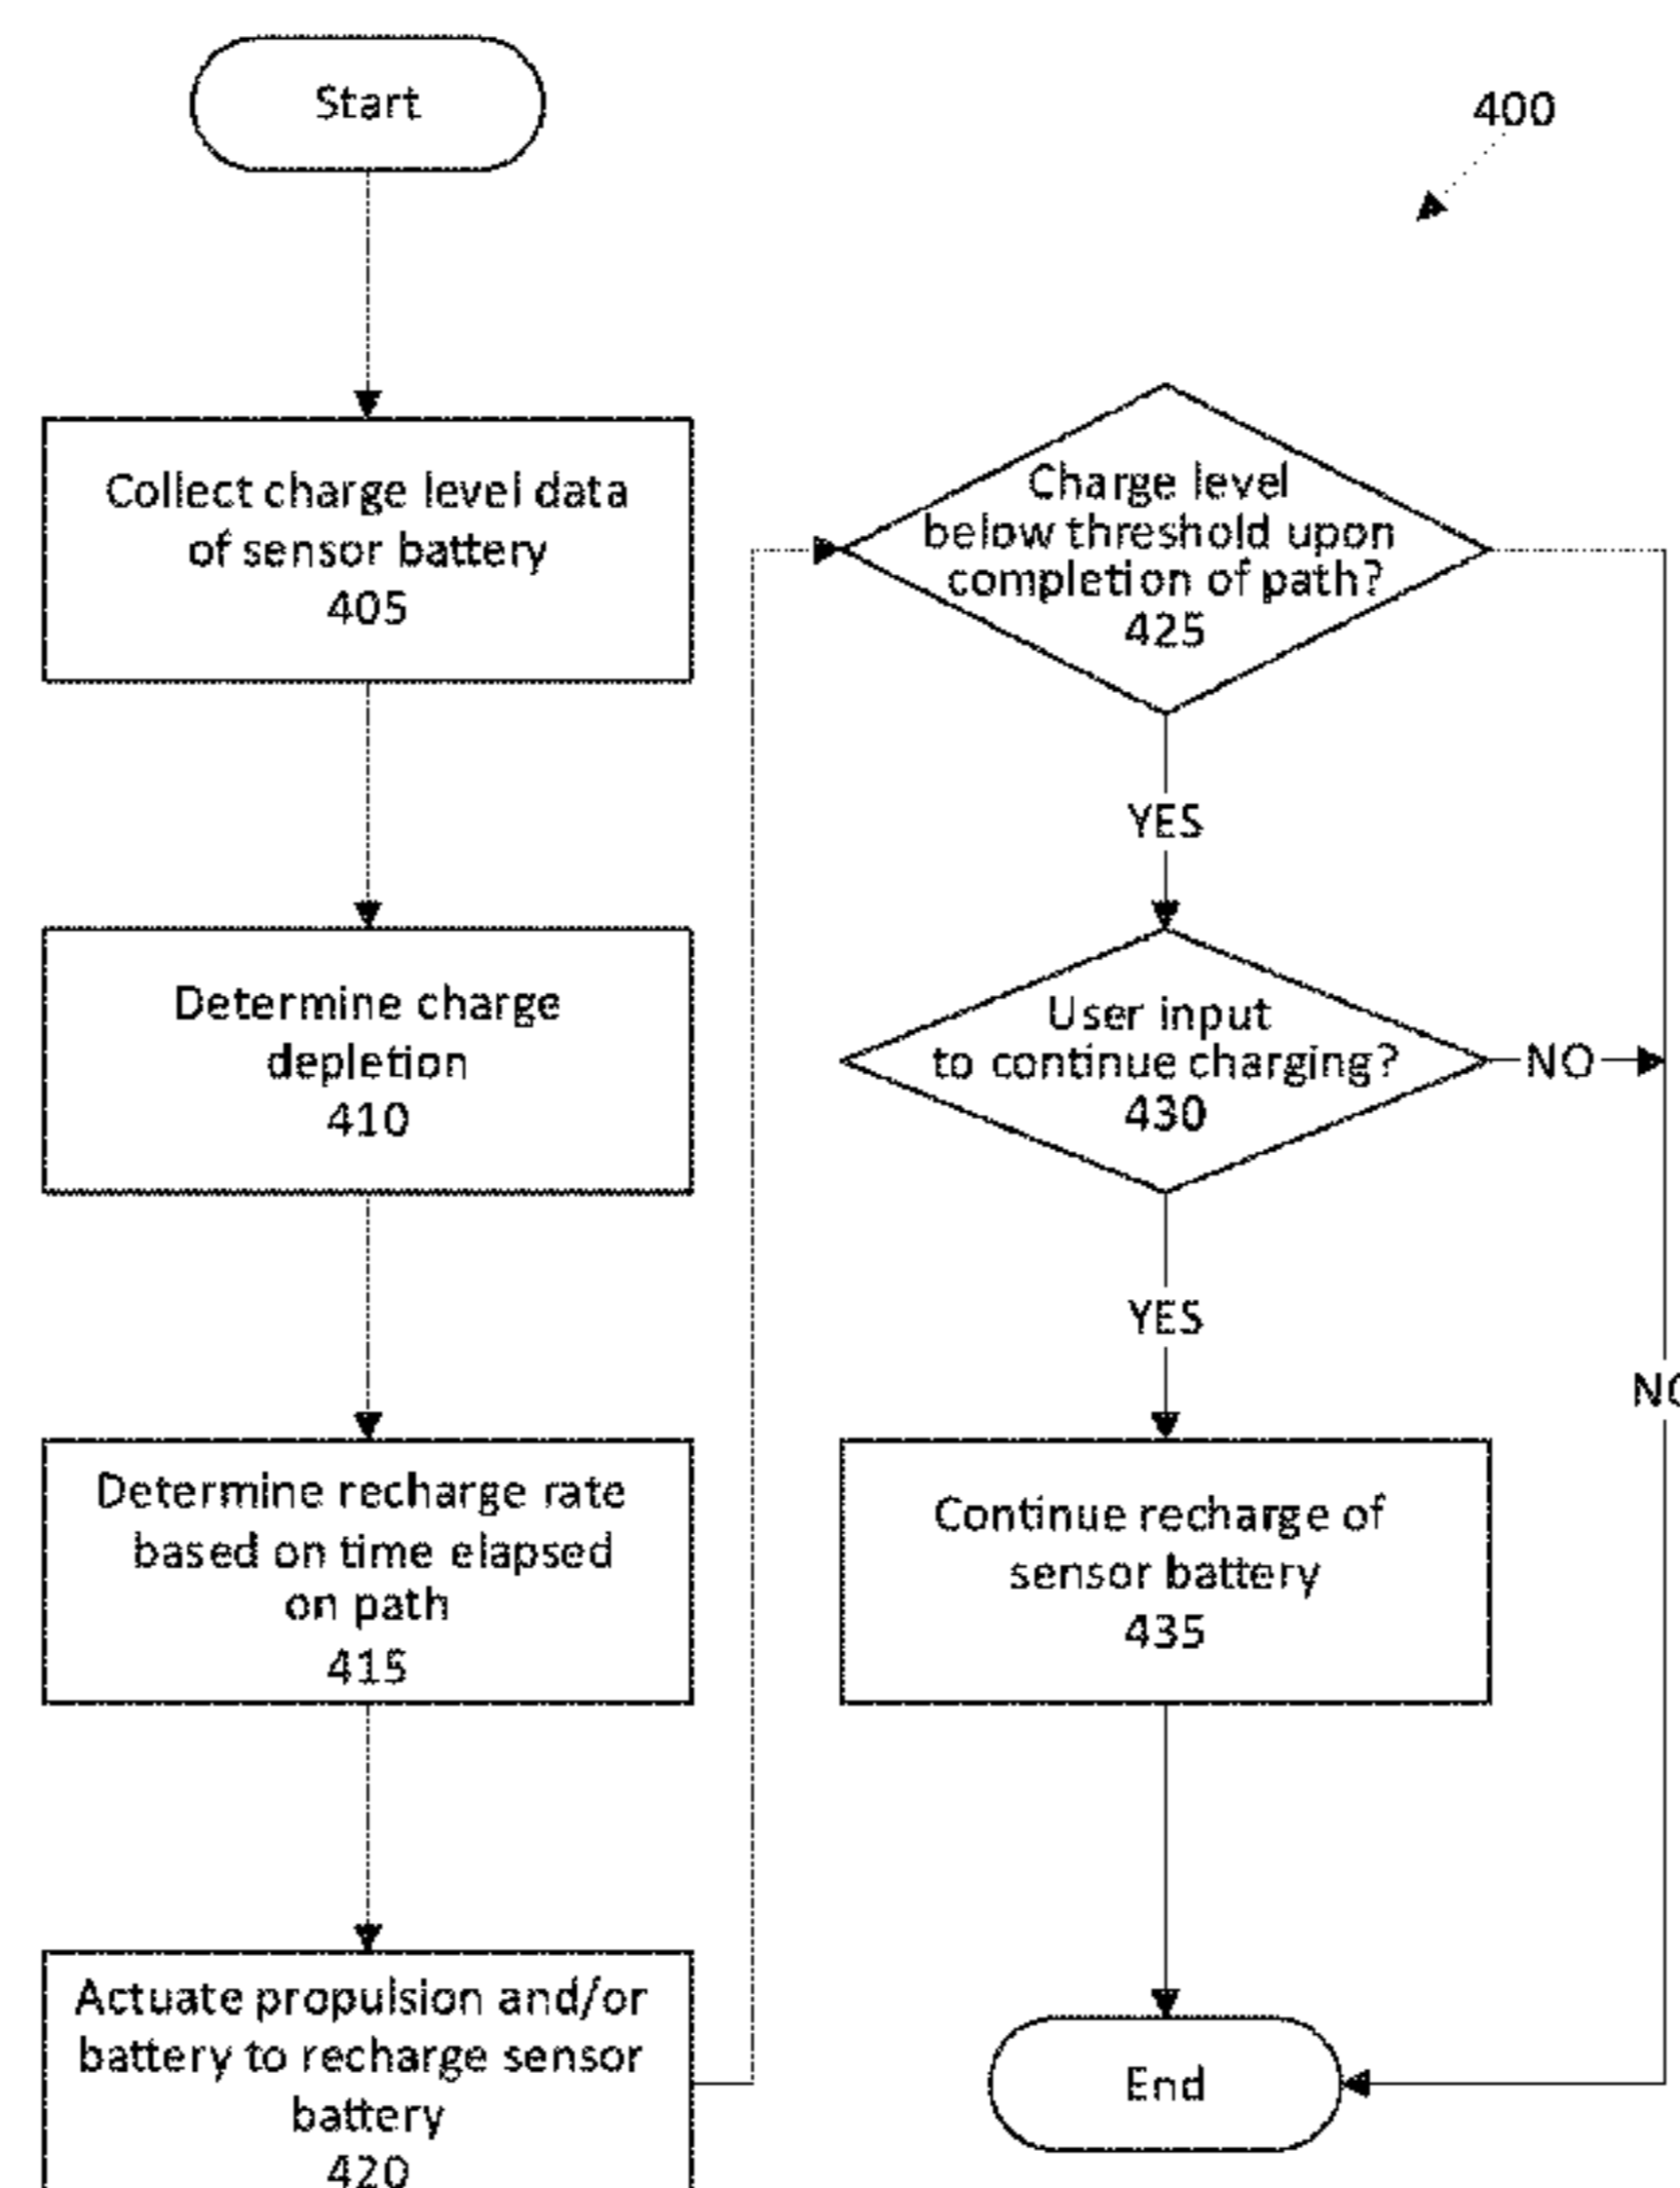 Start
400
Collect charge level data
of sensor battery
405
Determine charge
depletion
410
Determine recharge rate
based on time elapsed
on path
415
Actuate propulsion and/or
battery to recharge sensor
battery
420
Charge level
below threshold upon
completion of path?
425
YES
User input
to continue charging?
430
NO
YES
NO
Continue recharge of
sensor battery
435
End